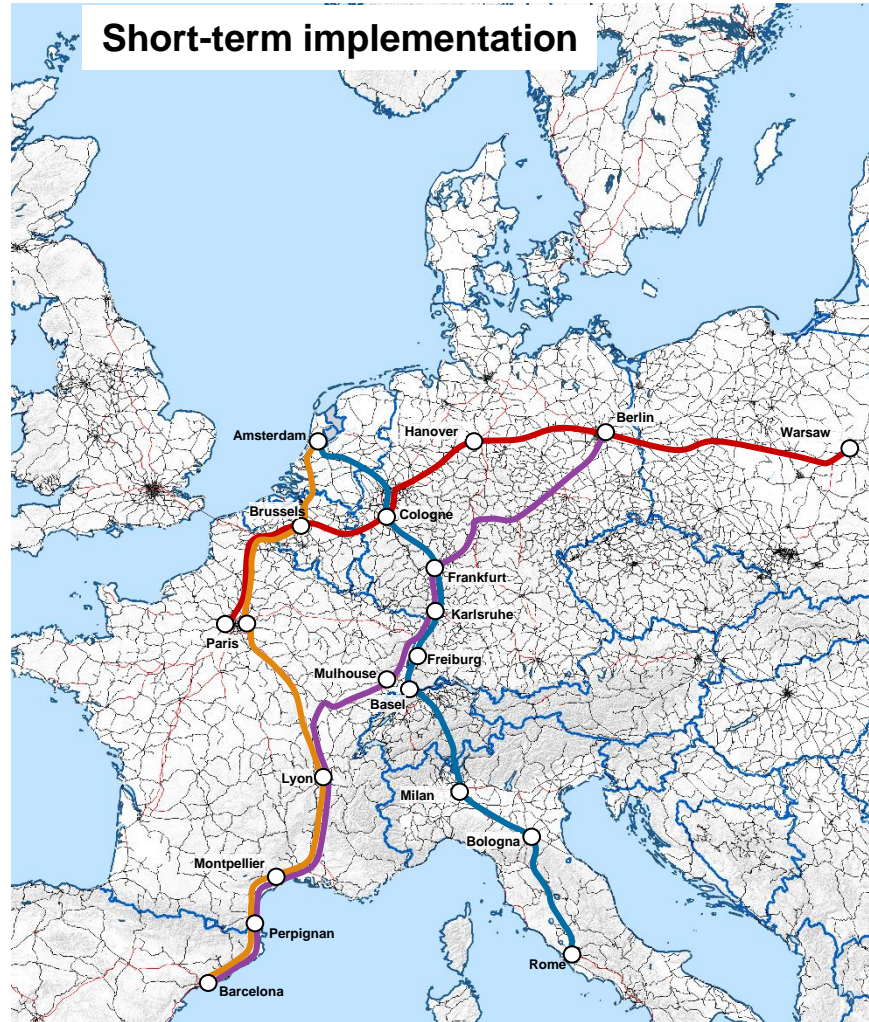 Short-term implementation
Berlin
Amsterdam
Hanover
Warsaw
Brussels
Cologne
Frankfurt
Karlsruhe
Paris
Freiburg
Mulhouse
Basel
Lyon
Milan
Bologna
Montpellier
Perpignan
Rome
Barcelona